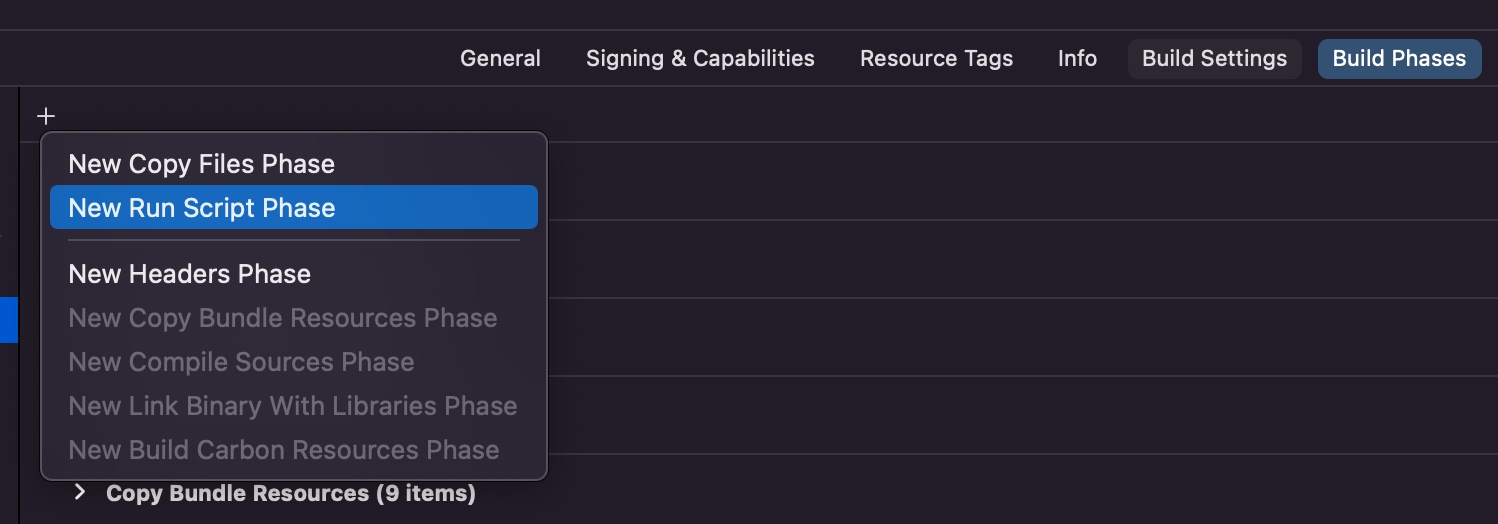 General Signing & Capabilities Resource Tags Info Build Settings Build Phases
New Copy Files Phase
New Run Script Phase
New Headers Phase
New Copy Bundle Resources Phase
New Compile Sources Phase
New Link Binary With Libraries Phase
New Build Carbon Resources Phase
Copy Bundle Resources (9 items)